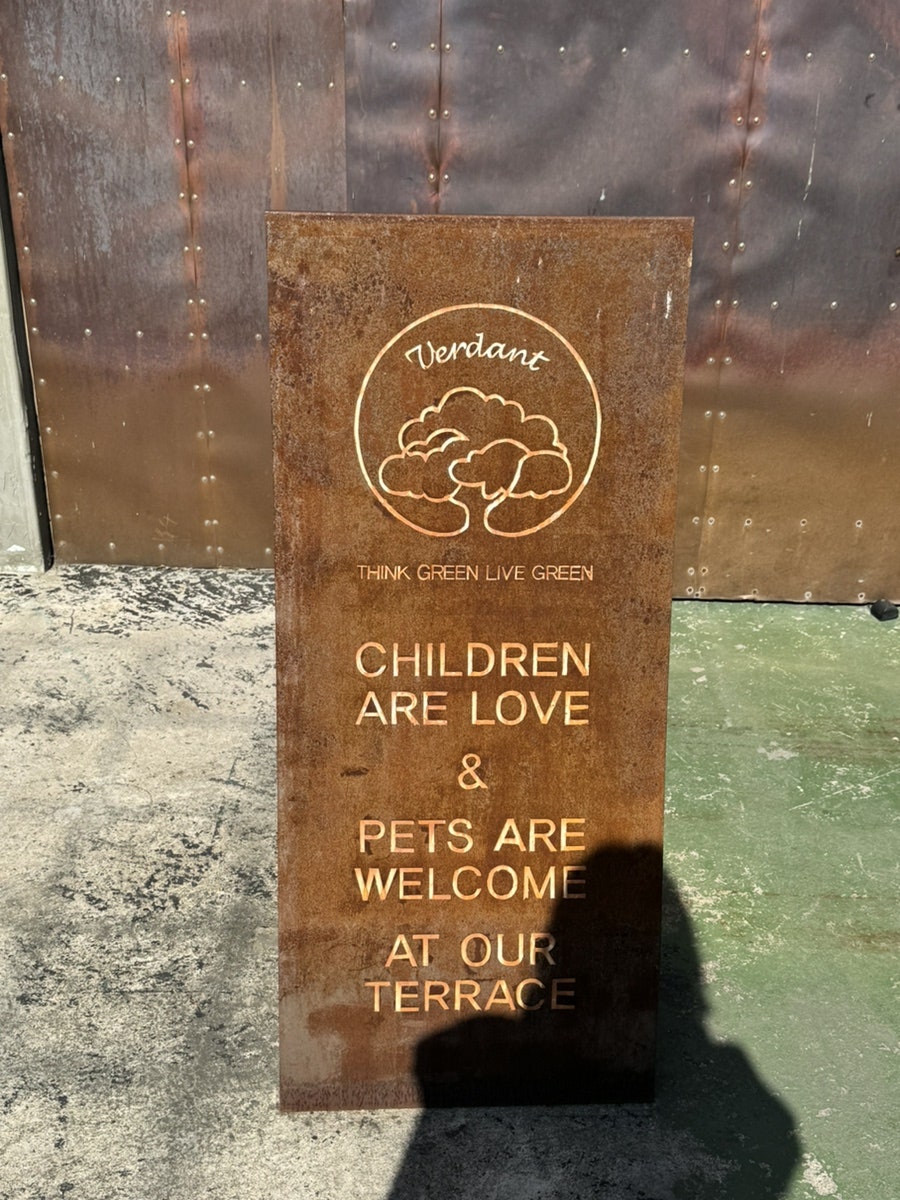 Verdant
THINK GREEN LIVE GREEN
CHILDREN
ARE LOVE
&
PETS ARE
WELCOME
AT OUR
TERRACE